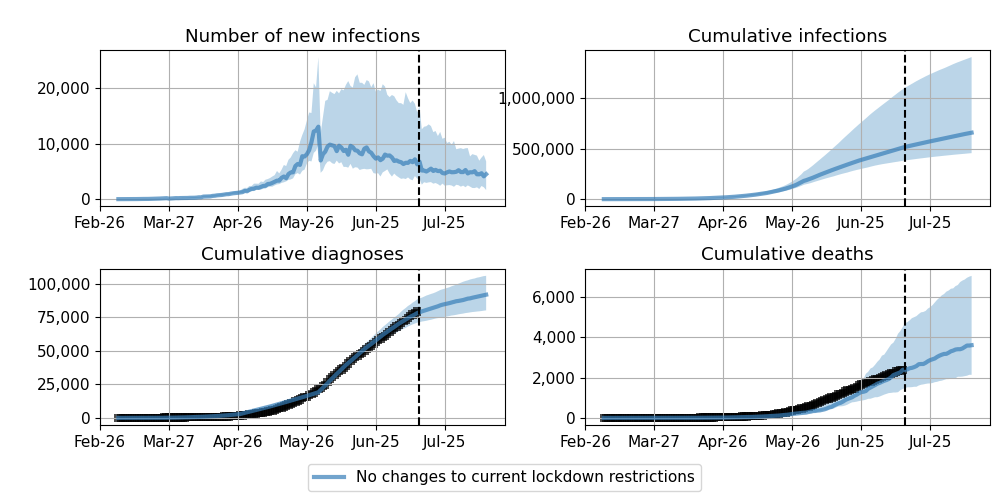 Number of new infections
20,000
10,000
0
Feb-26 Mar-27 Apr-26 May-26 Jun-25 Jul-25
Cumulative infections
1,000,000
500,000
0
Feb-26 Mar-27 Apr-26 May-26 Jun-25 Jul-25
Cumulative diagnoses
100,000
75,000
50,000
25,000
0
Feb-26 Mar-27 Apr-26 May-26 Jun-25 Jul-25
Cumulative deaths
6,000
4,000
2,000
0
Feb-26 Mar-27 Apr-26 May-26 Jun-25 Jul-25
No changes to current lockdown restrictions